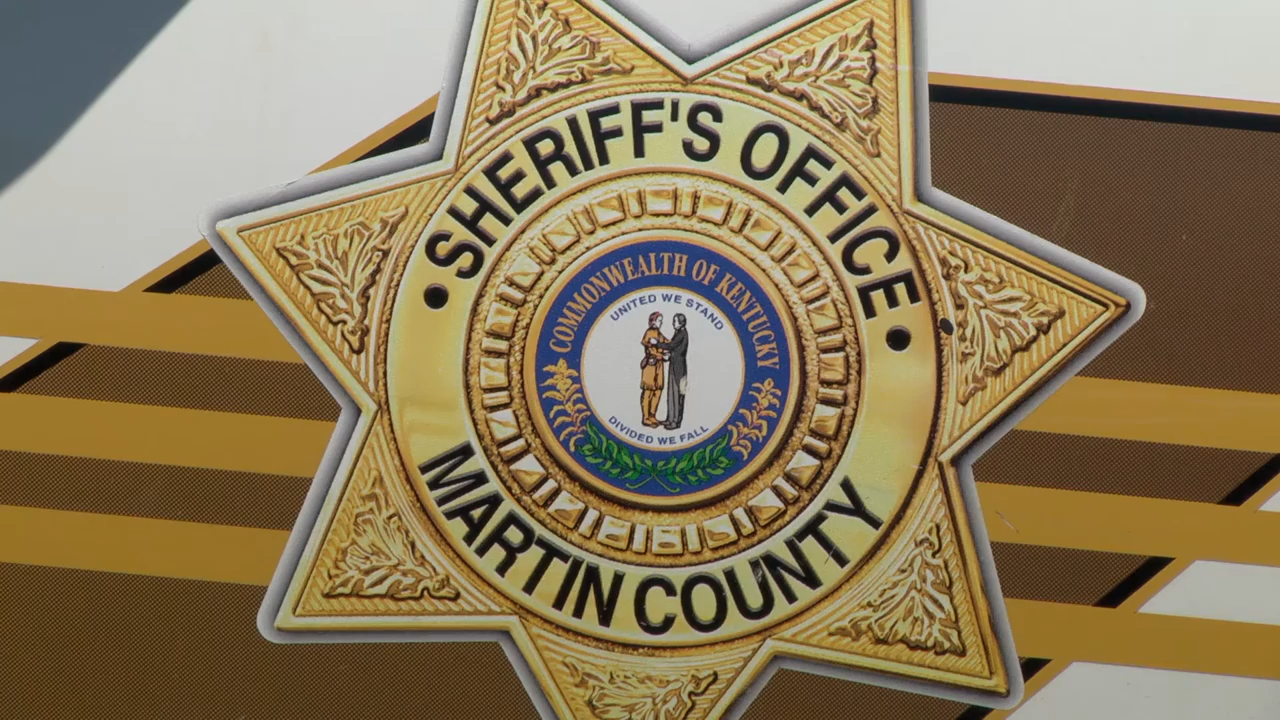 SHERIFF'S OFFICE
COMMONWEALTH OF KENTUCKY
UNITED WE STAND
DIVIDED WE FALL
MARTIN COUNTY